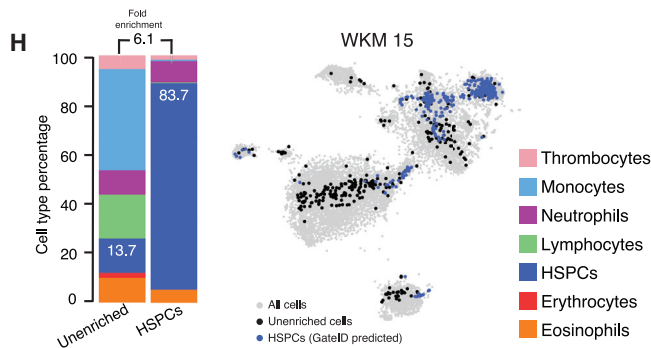 H
Fold
enrichment
6.1
WKM 15
Cell type percentage
100
80
60
40
20
0
83.7
13.7
Unenriched
HSPCs
All cells
Unenriched cells
HSPCs (GateID predicted)
Thrombocytes
Monocytes
Neutrophils
Lymphocytes
HSPCs
Erythrocytes
Eosinophils